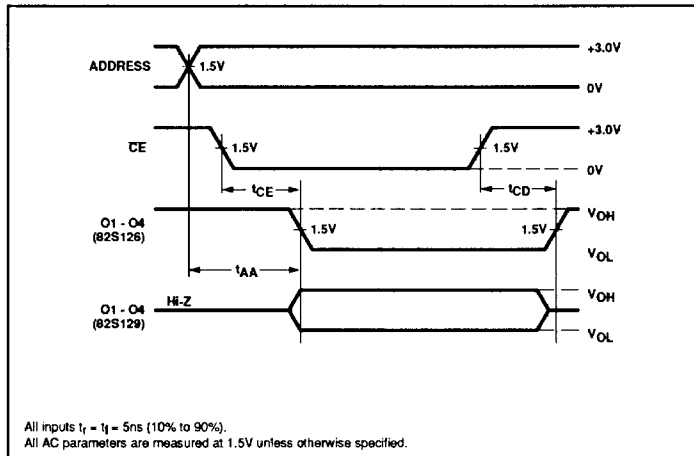 +3.0V
ADDRESS
1.5V
0V
+3.0V
CE
1.5V
1.5V
0V
tCE
tCD
VOH
O1 - O4
(82S126)
1.5V
1.5V
VOL
tAA
Hi-Z
VOH
O1 - O4
(82S129)
VOL
All inputs tr = tf = 5ns (10% to 90%).
All AC parameters are measured at 1.5V unless otherwise specified.